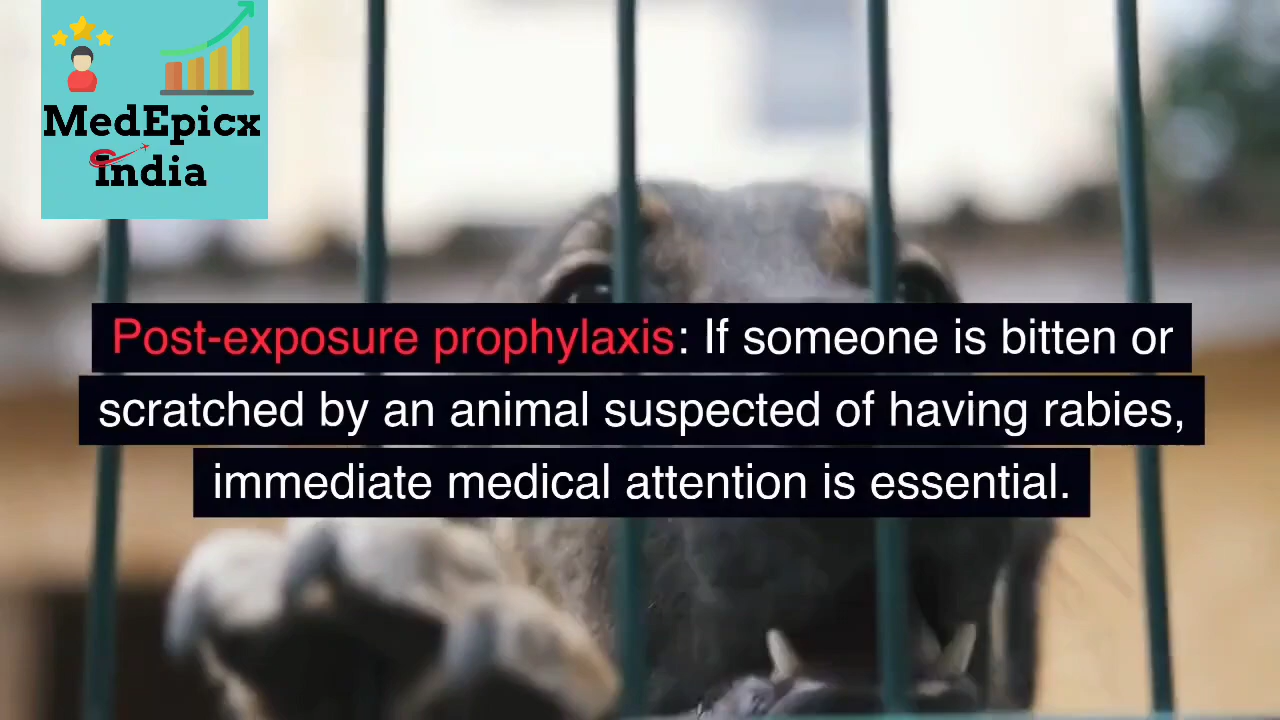 MedEpicx
India
Post-exposure prophylaxis: If someone is bitten or
scratched by an animal suspected of having rabies,
immediate medical attention is essential.